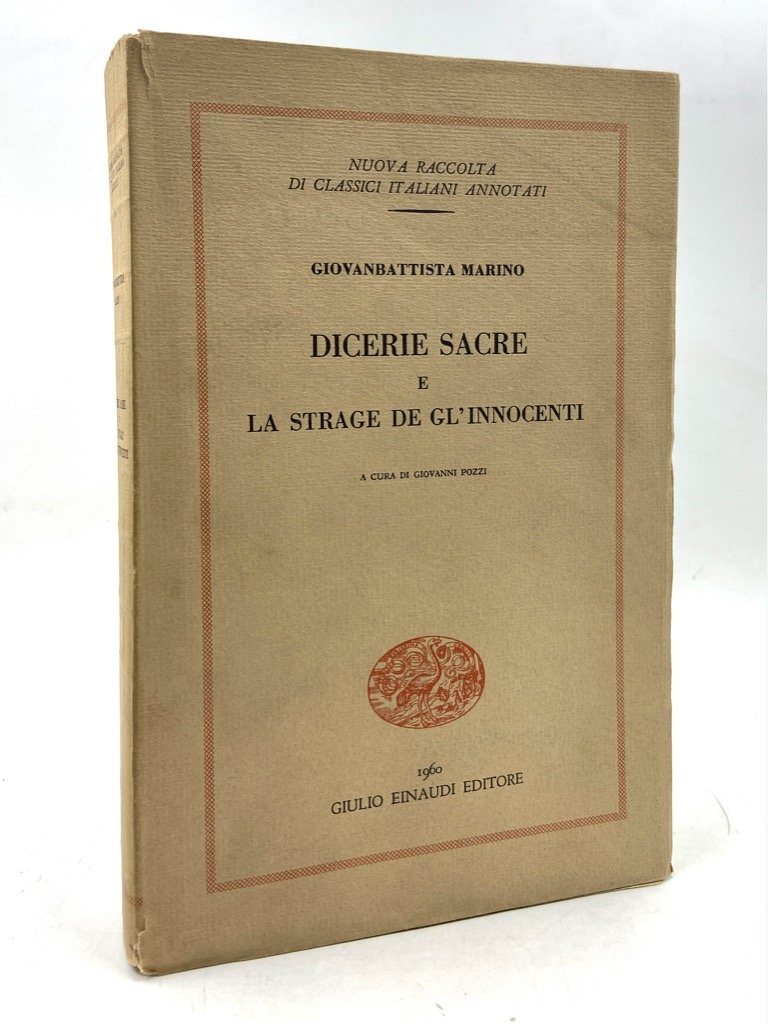 NUOVA RACCOLTA
DI CLASSICI ITALIANI ANNOTATI
GIOVANBATTISTA MARINO
DICERIE SACRE
E
LA STRAGE DE GL'INNOCENTI
A CURA DI GIOVANNI POZZI
1960
GIULIO EINAUDI EDITORE